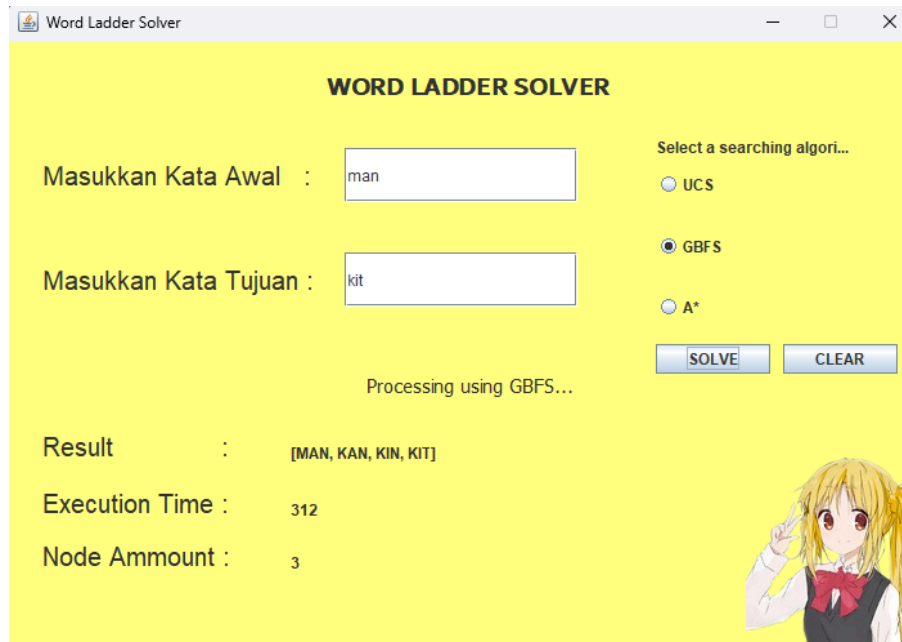 Word Ladder Solver
WORD LADDER SOLVER
Masukkan Kata Awal :
man
Masukkan Kata Tujuan :
kit
Select a searching algori...
UCS
GBFS
A*
SOLVE
CLEAR
Processing using GBFS...
Result :
[MAN, KAN, KIN, KIT]
Execution Time :
312
Node Ammount :
3